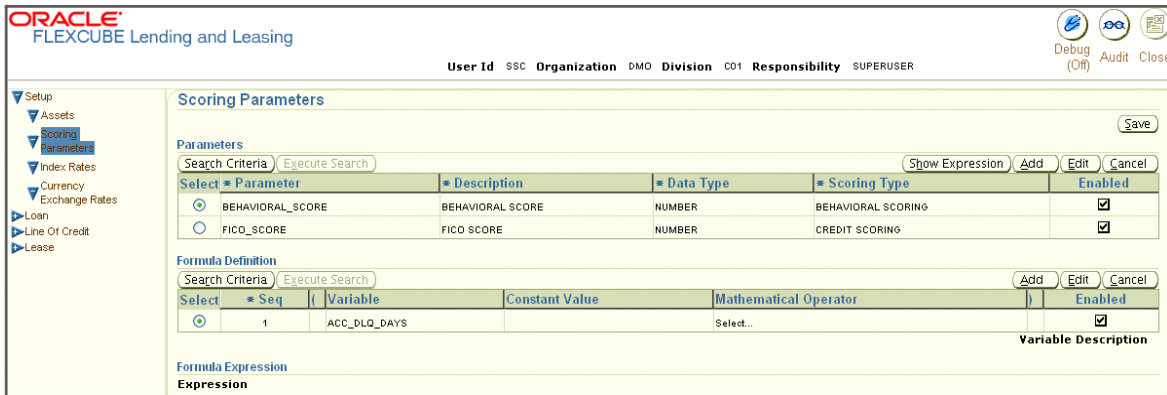 ORACLE
FLEXCUBE Lending and Leasing
Debug (Off) Audit Close
User Id SSC Organization DMO Division C01 Responsibility SUPERUSER
Setup
Assets
Scoring Parameters
Index Rates
Currency Exchange Rates
Loan
Line Of Credit
Lease
Scoring Parameters
Save
Parameters
Search Criteria Execute Search Show Expression Add Edit Cancel
Select * Parameter * Description * Data Type * Scoring Type Enabled
BEHAVIORAL_SCORE BEHAVIORAL SCORE NUMBER BEHAVIORAL SCORING
FICO_SCORE FICO SCORE NUMBER CREDIT SCORING
Formula Definition
Search Criteria Execute Search Add Edit Cancel
Select * Seq ( Variable Constant Value Mathematical Operator ) Enabled
1 ACC_DLQ_DAYS Select...
Variable Description
Formula Expression
Expression